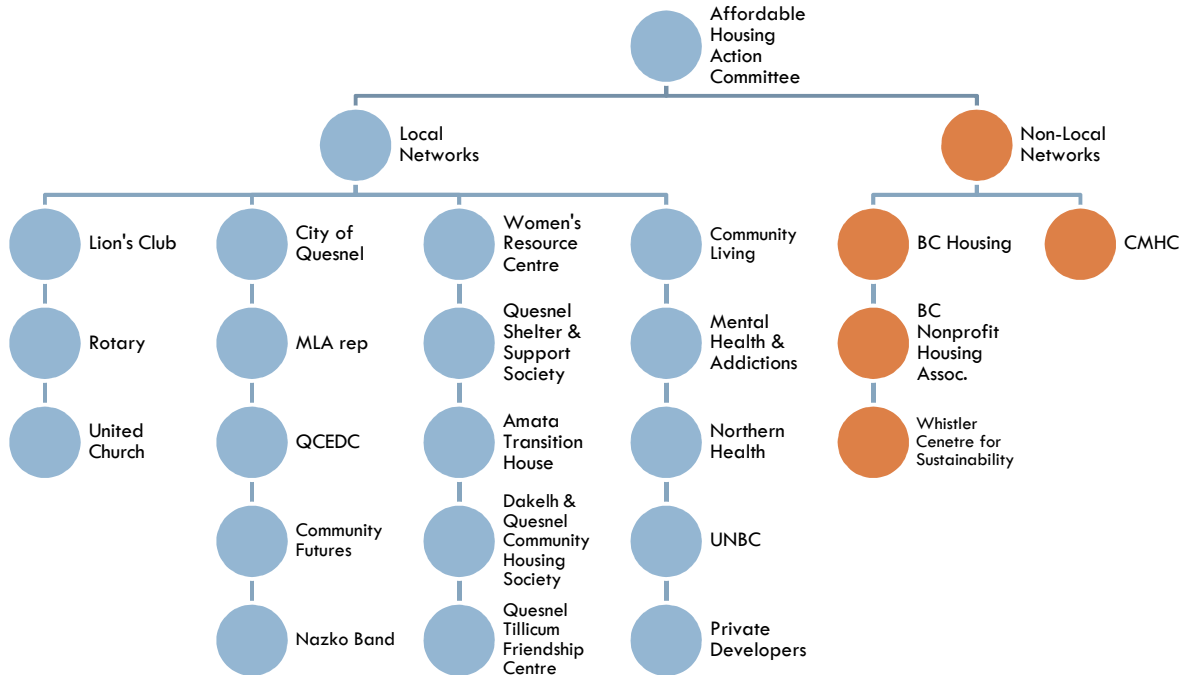 Affordable
Housing
Action
Committee
Local
Networks
Non-Local
Networks
Lion's Club
City of
Quesnel
Women's
Resource
Centre
Community
Living
BC Housing
CMHC
Rotary
MLA rep
Quesnel
Shelter &
Support
Society
Mental
Health &
Addictions
BC
Nonprofit
Housing
Assoc.
United
Church
QCEDC
Amata
Transition
House
Northern
Health
Whistler
Cenetre for
Sustainability
Community
Futures
Dakelh &
Quesnel
Community
Housing
Society
UNBC
Nazko Band
Quesnel
Tillicum
Friendship
Centre
Private
Developers